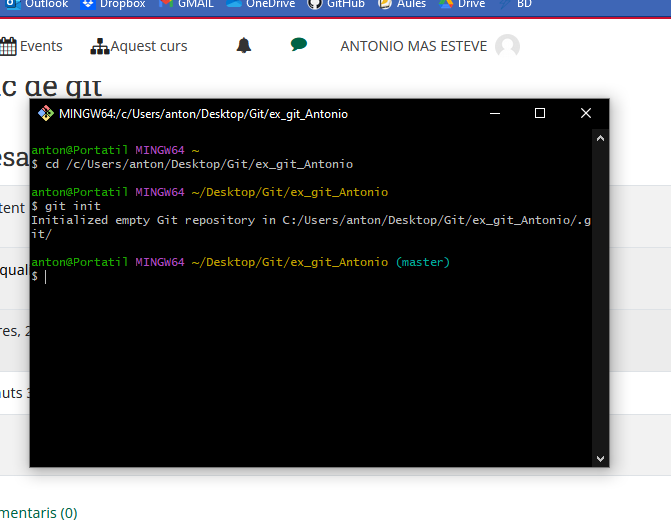 Outlook Dropbox GMAIL OneDrive GitHub Aules Drive BD
Events Aquest curs ANTONIO MAS ESTEVE
ic de git
MINGW64:/c/Users/anton/Desktop/Git/ex_git_Antonio
anton@Portatil MINGW64 ~
$ cd /c/Users/anton/Desktop/Git/ex_git_Antonio
anton@Portatil MINGW64 ~/Desktop/Git/ex_git_Antonio
$ git init
Initialized empty Git repository in C:/Users/anton/Desktop/Git/ex_git_Antonio/.g
it/
anton@Portatil MINGW64 ~/Desktop/Git/ex_git_Antonio (master)
$
esa
tent
qual
res, 2
uts 3
mentaris (0)